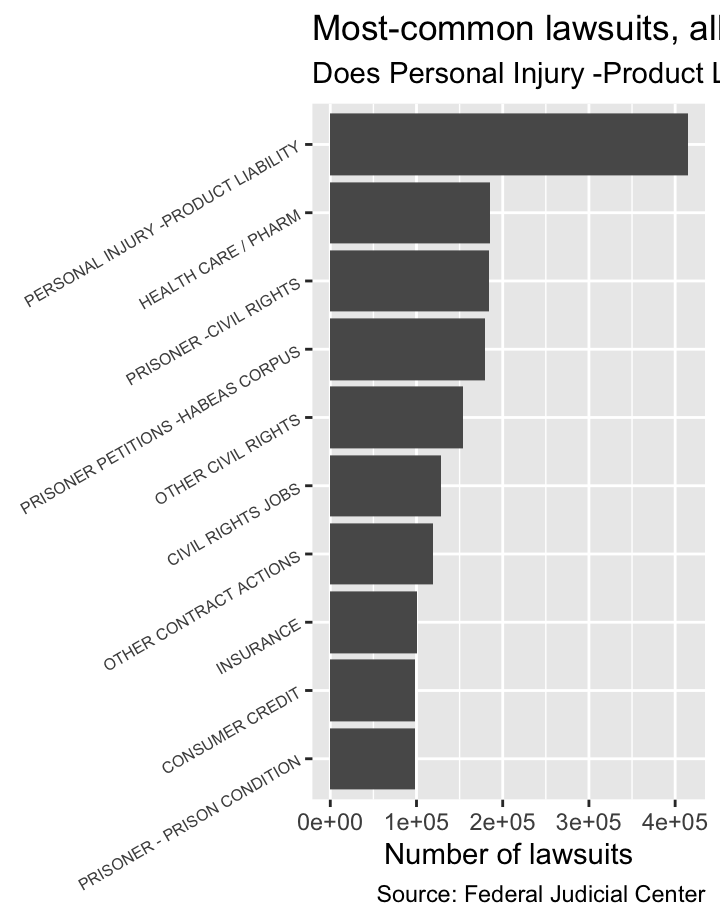 Most-common lawsuits, all
Does Personal Injury -Product L
PERSONAL INJURY -PRODUCT LIABILITY
HEALTH CARE / PHARM
PRISONER -CIVIL RIGHTS
PRISONER PETITIONS -HABEAS CORPUS
OTHER CIVIL RIGHTS
CIVIL RIGHTS JOBS
OTHER CONTRACT ACTIONS
INSURANCE
CONSUMER CREDIT
PRISONER - PRISON CONDITION
0e+00 1e+05 2e+05 3e+05 4e+05
Number of lawsuits
Source: Federal Judicial Center